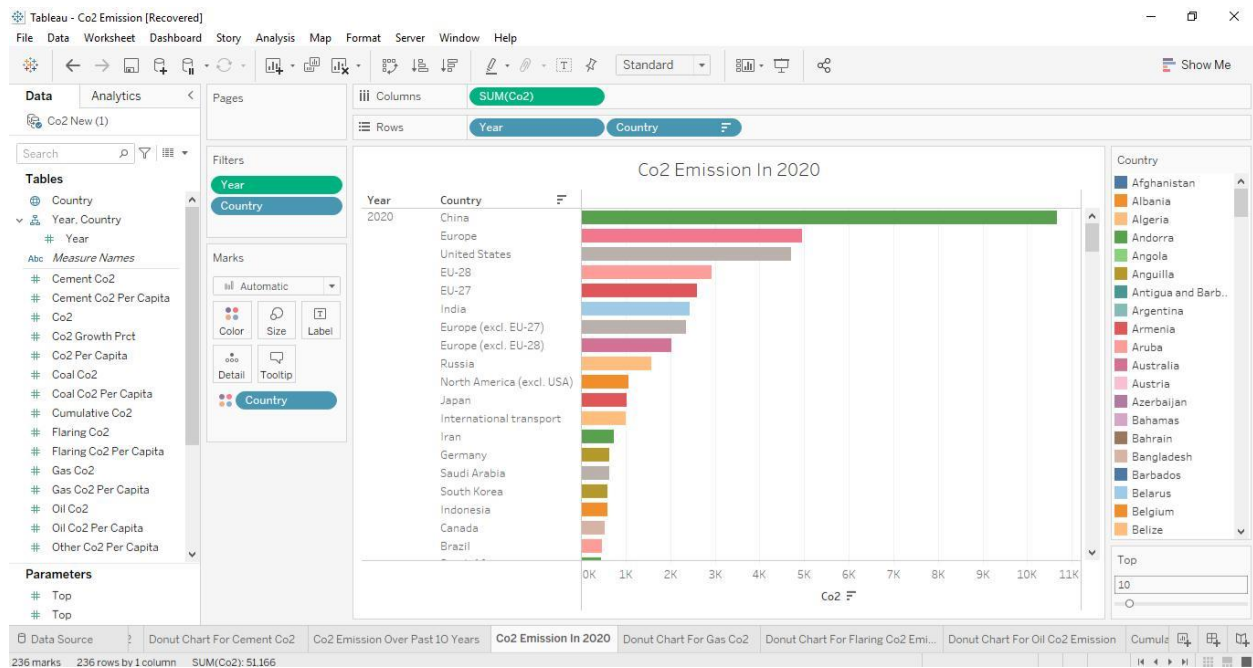 Tableau - Co2 Emission [Recovered]
File Data Worksheet Dashboard Story Analysis Map Format Server Window Help
Standard
Show Me
Data Analytics
Co2 New (1)
Search
Tables
Country
Year, Country
Year
Abc Measure Names
Cement Co2
Cement Co2 Per Capita
Co2
Co2 Growth Prct
Co2 Per Capita
Coal Co2
Coal Co2 Per Capita
Cumulative Co2
Flaring Co2
Flaring Co2 Per Capita
Gas Co2
Gas Co2 Per Capita
Oil Co2
Oil Co2 Per Capita
Other Co2 Per Capita
Parameters
Top
Top
Pages
Filters
Year
Country
Marks
Automatic
Color Size Label
Detail Tooltip
Country
Columns SUM(Co2)
Rows Year Country
Co2 Emission In 2020
Year Country
2020 China
Europe
United States
EU-28
EU-27
India
Europe (excl. EU-27)
Europe (excl. EU-28)
Russia
North America (excl. USA)
Japan
International transport
Iran
Germany
Saudi Arabia
South Korea
Indonesia
Canada
Brazil
0K 1K 2K 3K 4K 5K 6K 7K 8K 9K 10K 11K
Co2
Country
Afghanistan
Albania
Algeria
Andorra
Angola
Anguilla
Antigua and Barb..
Argentina
Armenia
Aruba
Australia
Austria
Azerbaijan
Bahamas
Bahrain
Bangladesh
Barbados
Belarus
Belgium
Belize
Top
10
Data Source Donut Chart For Cement Co2 Co2 Emission Over Past 10 Years Co2 Emission In 2020 Donut Chart For Gas Co2 Donut Chart For Flaring Co2 Emi... Donut Chart For Oil Co2 Emission Cumula
236 marks 236 rows by 1 column SUM(Co2): 51,166